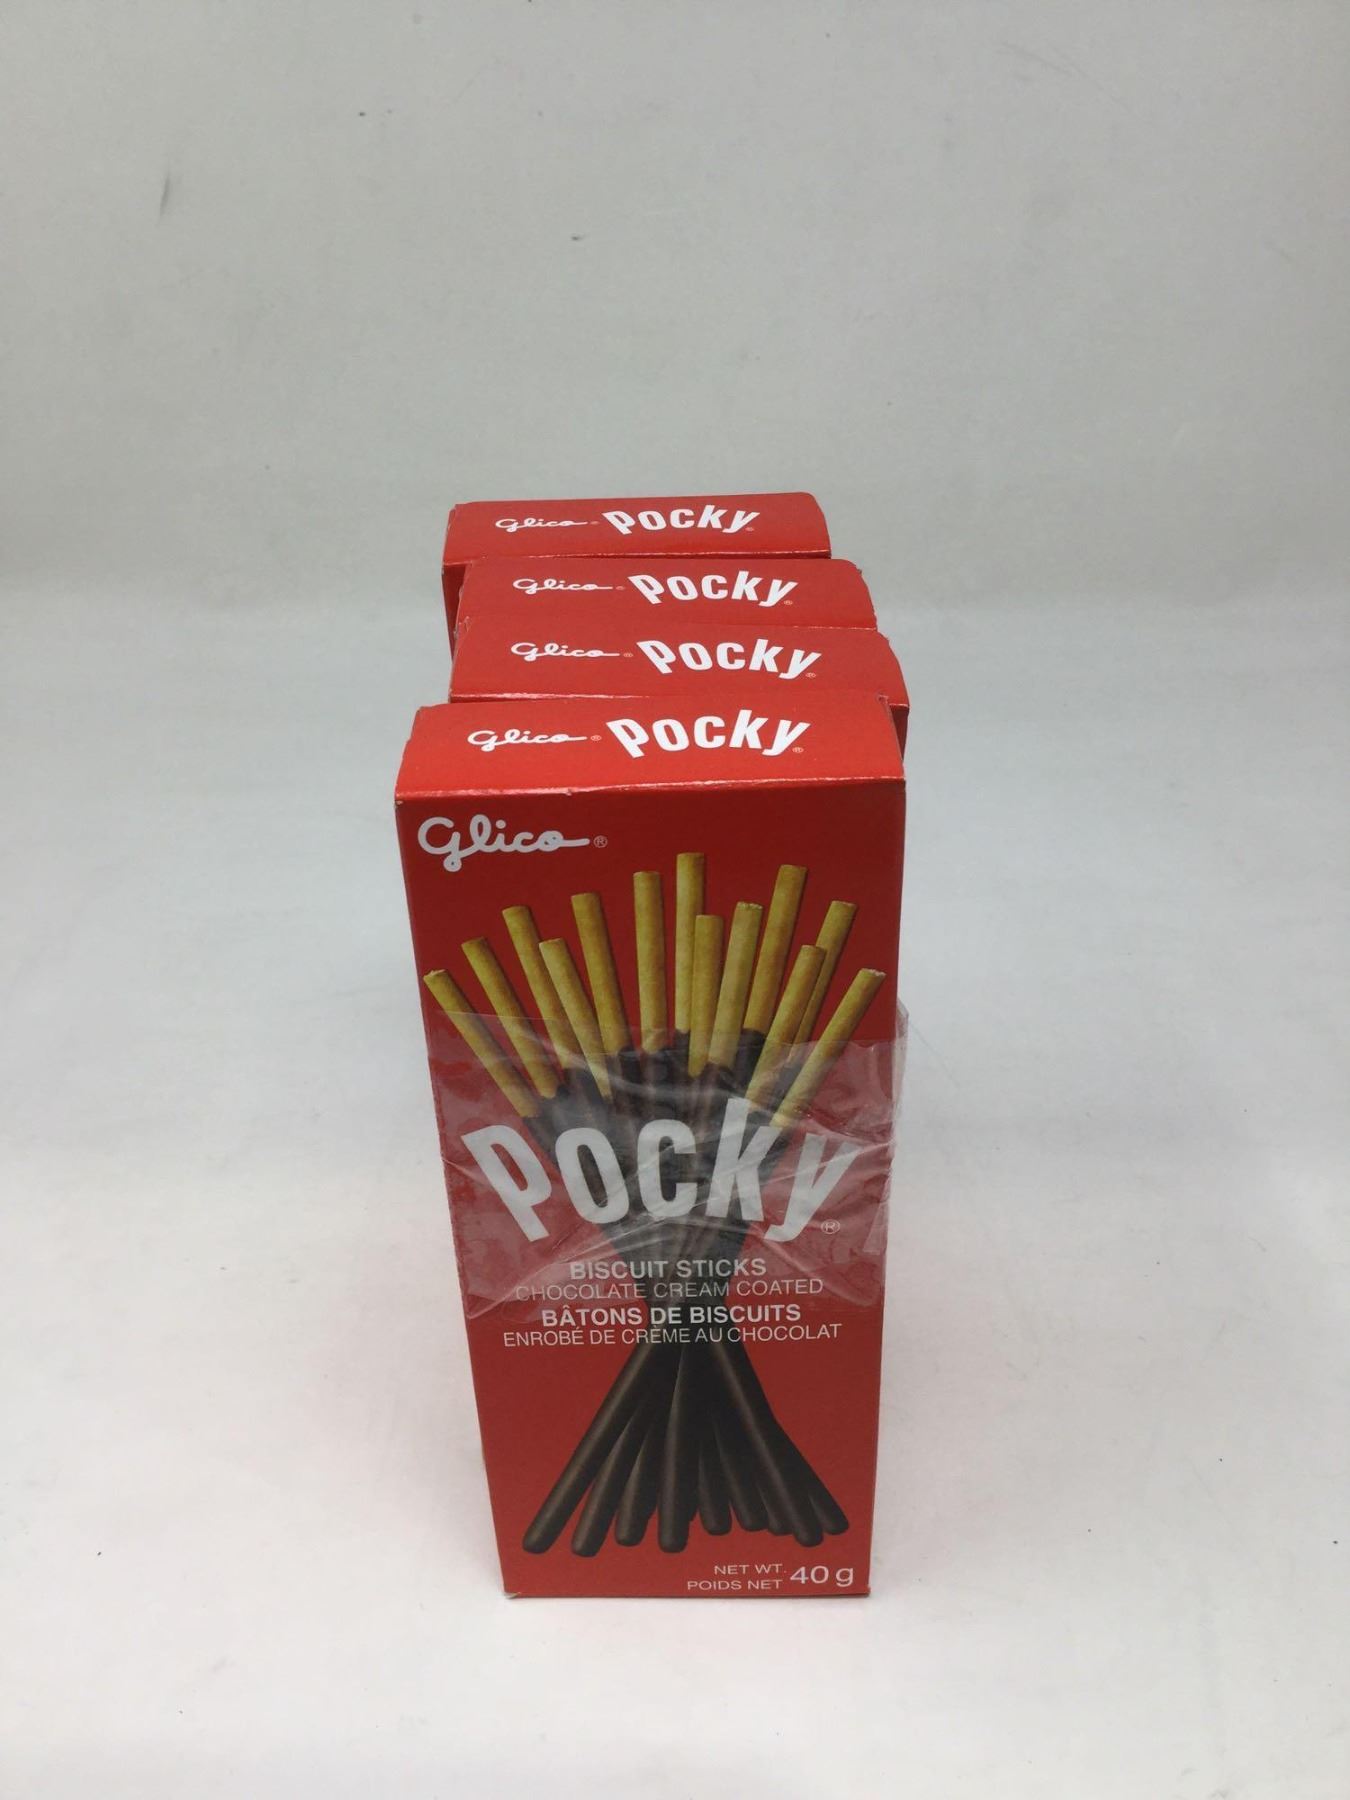 Glico® Pocky®
Glico® Pocky®
Glico® Pocky®
Glico® Pocky®
Glico®
Pocky®
BISCUIT STICKS
CHOCOLATE CREAM COATED
BÂTONS DE BISCUITS
ENROBÉ DE CRÈME AU CHOCOLAT
NET WT.
POIDS NET 40 g